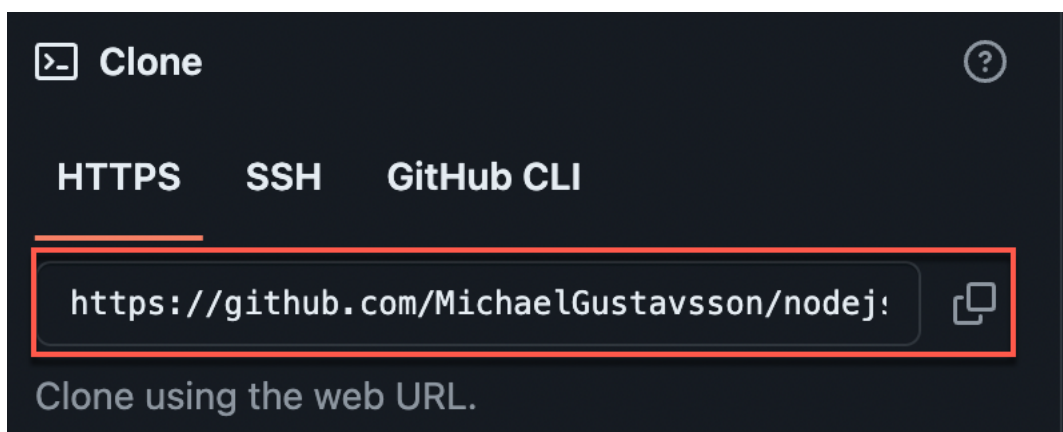 Clone
HTTPS SSH GitHub CLI
https://github.com/MichaelGustavsson/nodej
Clone using the web URL.